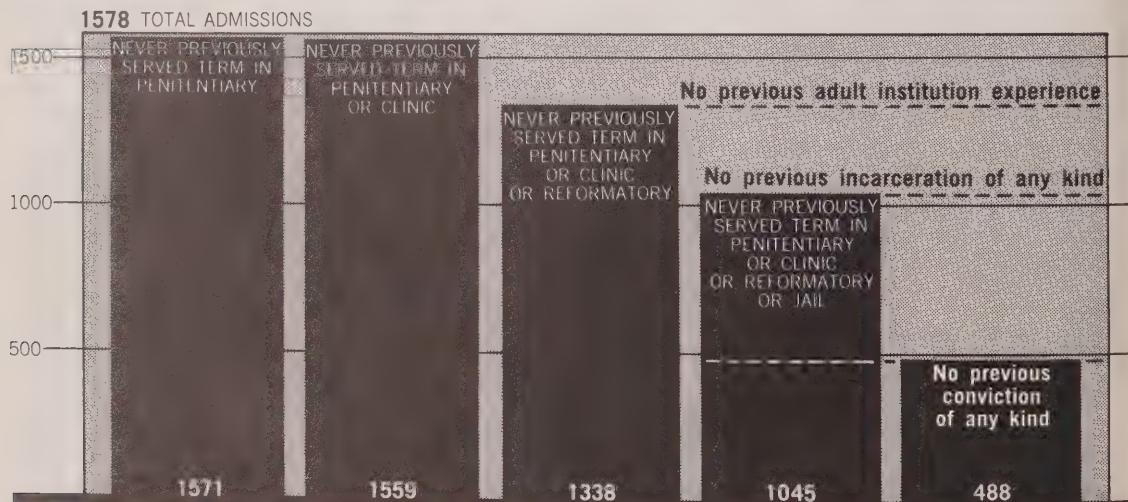 1578 TOTAL ADMISSIONS
1500
1000
500
NEVER PREVIOUSLY
SERVED TERM IN
PENITENTIARY
1571
NEVER PREVIOUSLY
SERVED TERM IN
PENITENTIARY
OR CLINIC
1559
NEVER PREVIOUSLY
SERVED TERM IN
PENITENTIARY
OR CLINIC
OR REFORMATORY
1338
No previous adult institution experience
No previous incarceration of any kind
NEVER PREVIOUSLY
SERVED TERM IN
PENITENTIARY
OR CLINIC
OR REFORMATORY
OR JAIL
1045
No previous
conviction
of any kind
488